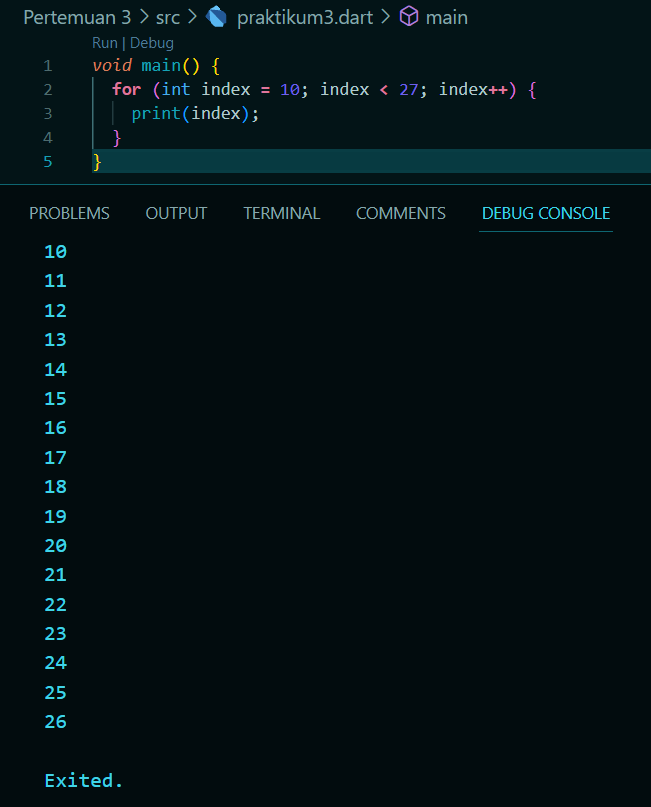 Pertemuan 3 > src > praktikum3.dart > main
Run | Debug
1 void main() {
2 for (int index = 10; index < 27; index++) {
3 print(index);
4 }
5 }
PROBLEMS OUTPUT TERMINAL COMMENTS DEBUG CONSOLE
10
11
12
13
14
15
16
17
18
19
20
21
22
23
24
25
26
Exited.